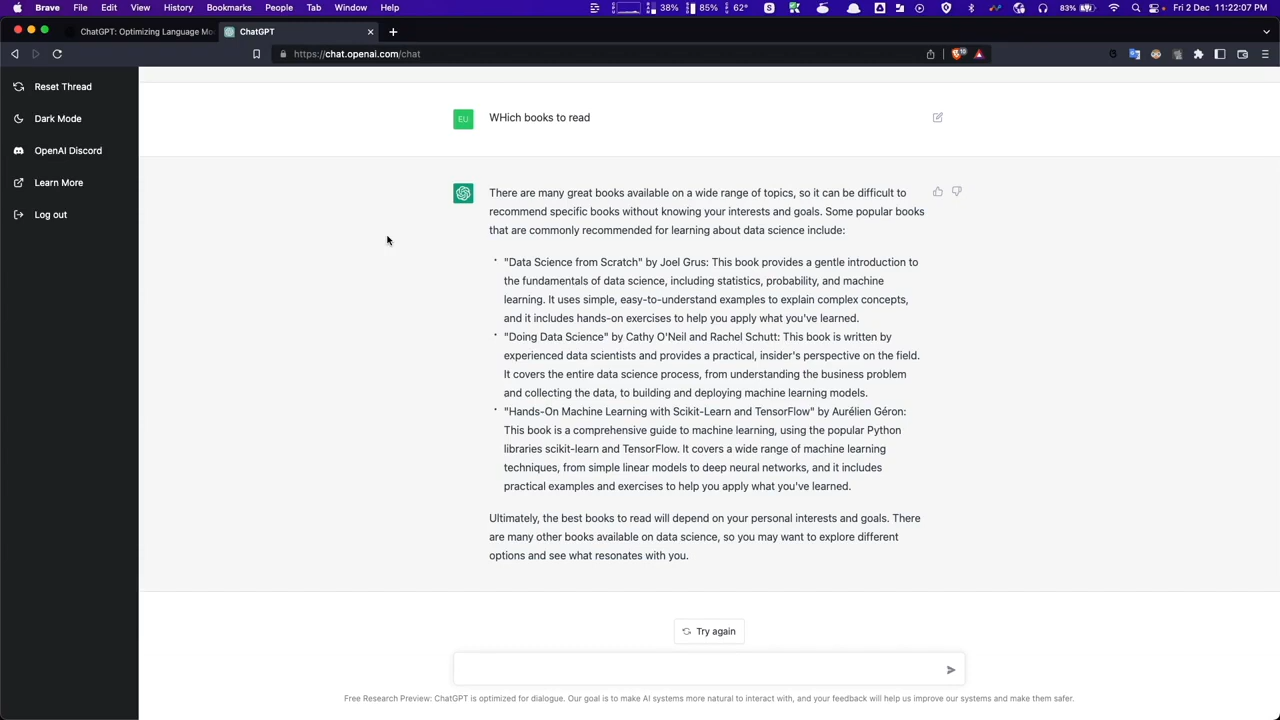 Brave File Edit View History Bookmarks People Tab Window Help 38% 85% 62° 83% Fri 2 Dec 11:22:07 AM
ChatGPT: Optimizing Language Mo
ChatGPT
https://chat.openai.com/chat
Reset Thread
Dark Mode
OpenAI Discord
Learn More
Log out
EU
WHich books to read
There are many great books available on a wide range of topics, so it can be difficult to
recommend specific books without knowing your interests and goals. Some popular books
that are commonly recommended for learning about data science include:
• "Data Science from Scratch" by Joel Grus: This book provides a gentle introduction to
the fundamentals of data science, including statistics, probability, and machine
learning. It uses simple, easy-to-understand examples to explain complex concepts,
and it includes hands-on exercises to help you apply what you've learned.
• "Doing Data Science" by Cathy O'Neil and Rachel Schutt: This book is written by
experienced data scientists and provides a practical, insider's perspective on the field.
It covers the entire data science process, from understanding the business problem
and collecting the data, to building and deploying machine learning models.
• "Hands-On Machine Learning with Scikit-Learn and TensorFlow" by Aurélien Géron:
This book is a comprehensive guide to machine learning, using the popular Python
libraries scikit-learn and TensorFlow. It covers a wide range of machine learning
techniques, from simple linear models to deep neural networks, and it includes
practical examples and exercises to help you apply what you've learned.
Ultimately, the best books to read will depend on your personal interests and goals. There
are many other books available on data science, so you may want to explore different
options and see what resonates with you.
Try again
Free Research Preview: ChatGPT is optimized for dialogue. Our goal is to make AI systems more natural to interact with, and your feedback will help us improve our systems and make them safer.